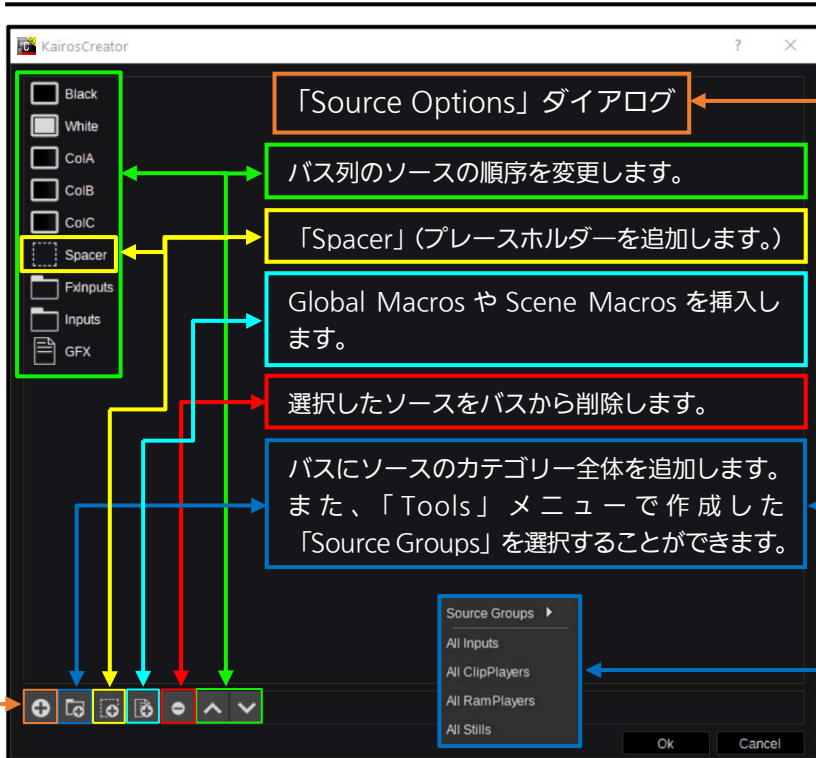 KairosCreator
?
Black
White
ColA
ColB
ColC
Spacer
FxInputs
Inputs
GFX
「Source Options」ダイアログ
バス列のソースの順序を変更します。
「Spacer」(プレースホルダーを追加します。)
Global Macros や Scene Macros を挿入し
ます。
選択したソースをバスから削除します。
バスにソースのカテゴリー全体を追加します。
また、「Tools」メニューで作成した
「Source Groups」を選択することができます。
Source Groups
All Inputs
All ClipPlayers
All RamPlayers
All Stills
Ok
Cancel